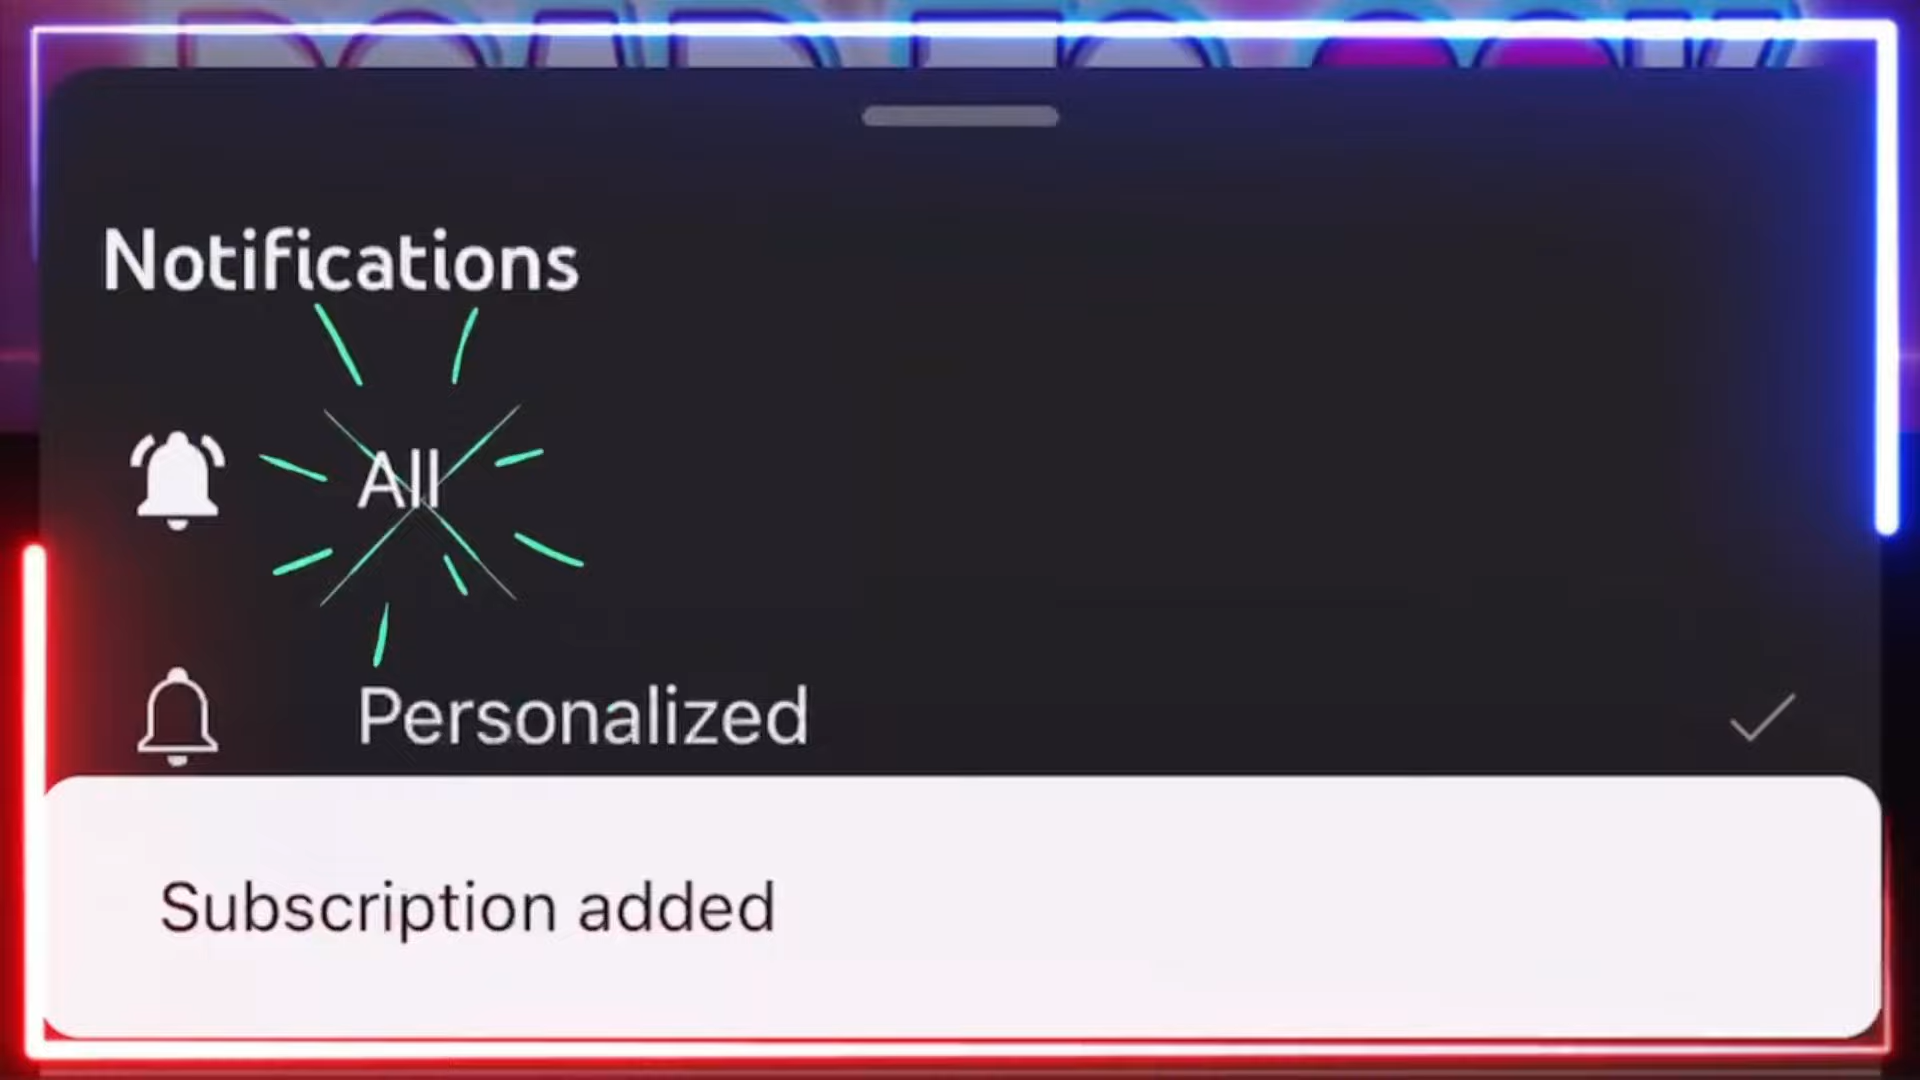 Notifications
All
Personalized
Subscription added